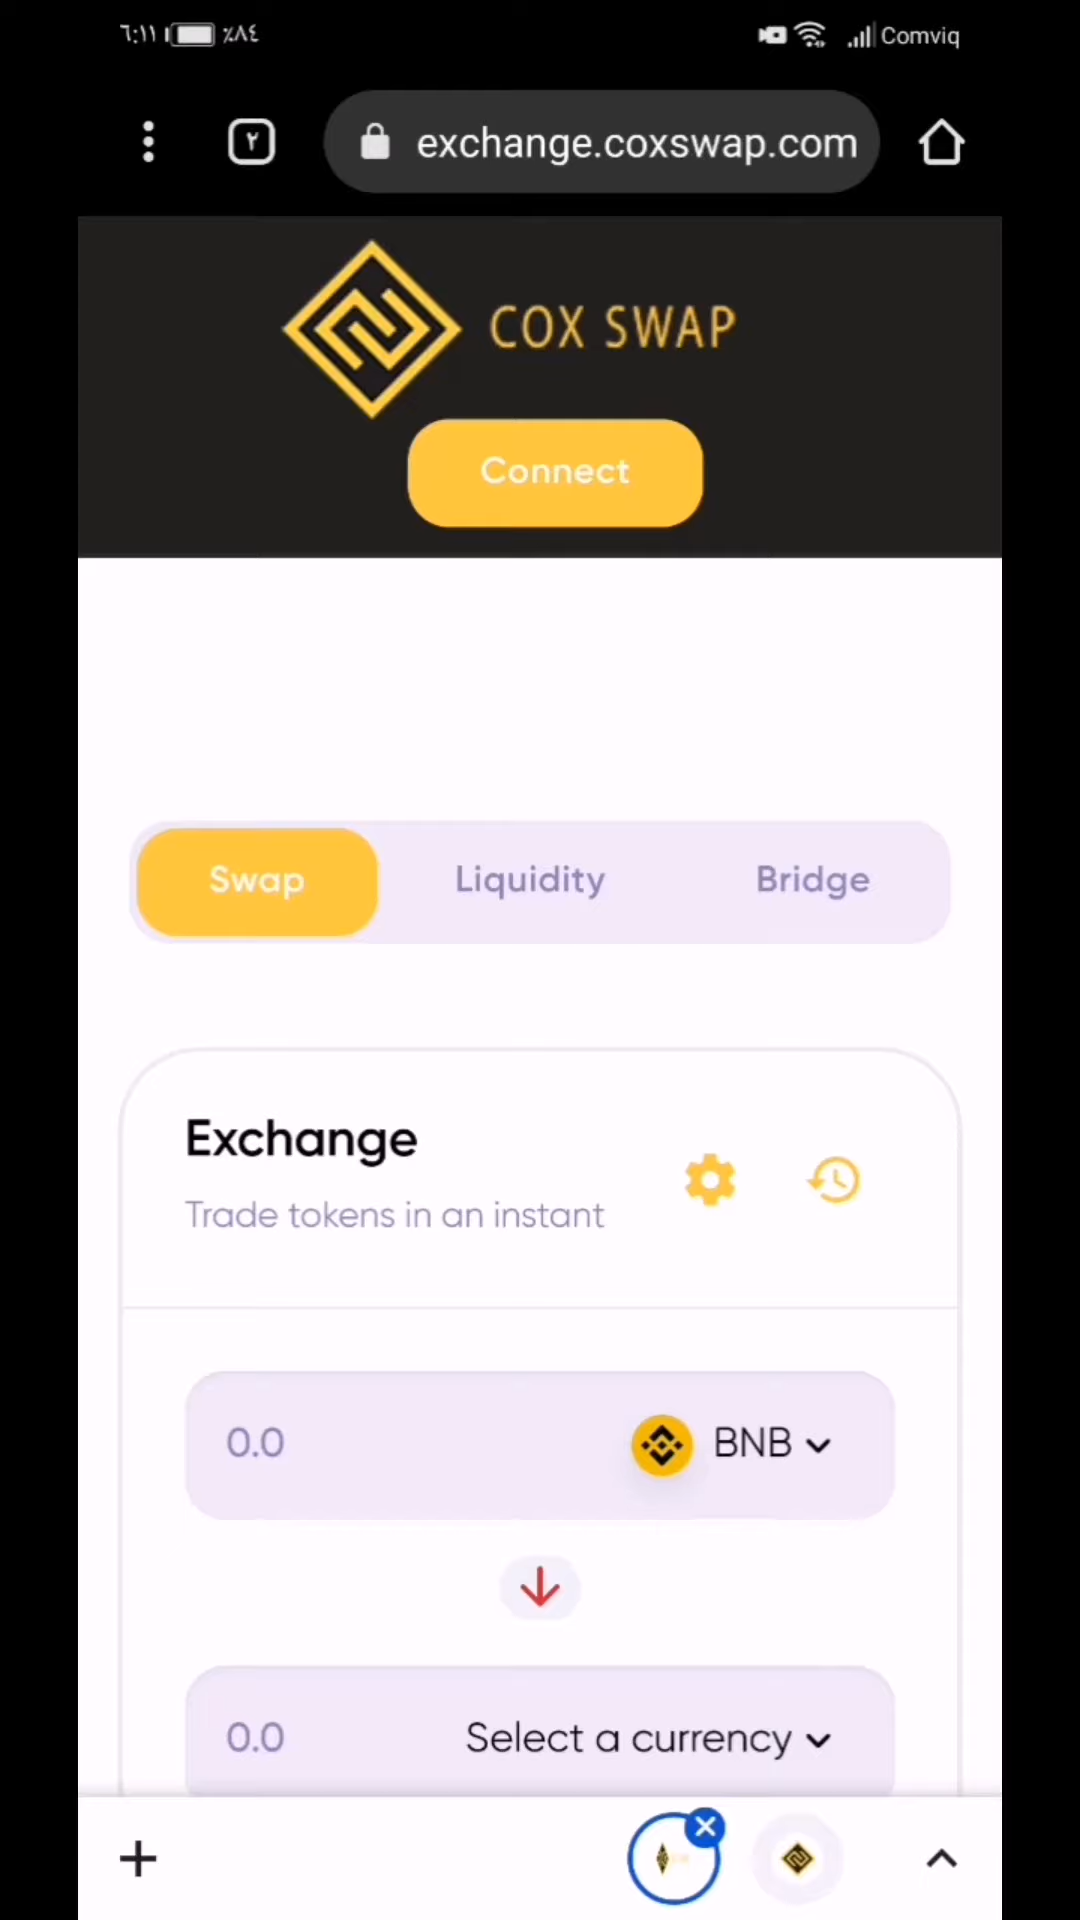 ٦:١١ ٪٨٤ Comviq
٢ exchange.coxswap.com
COX SWAP
Connect
Swap Liquidity Bridge
Exchange
Trade tokens in an instant
0.0 BNB
0.0 Select a currency